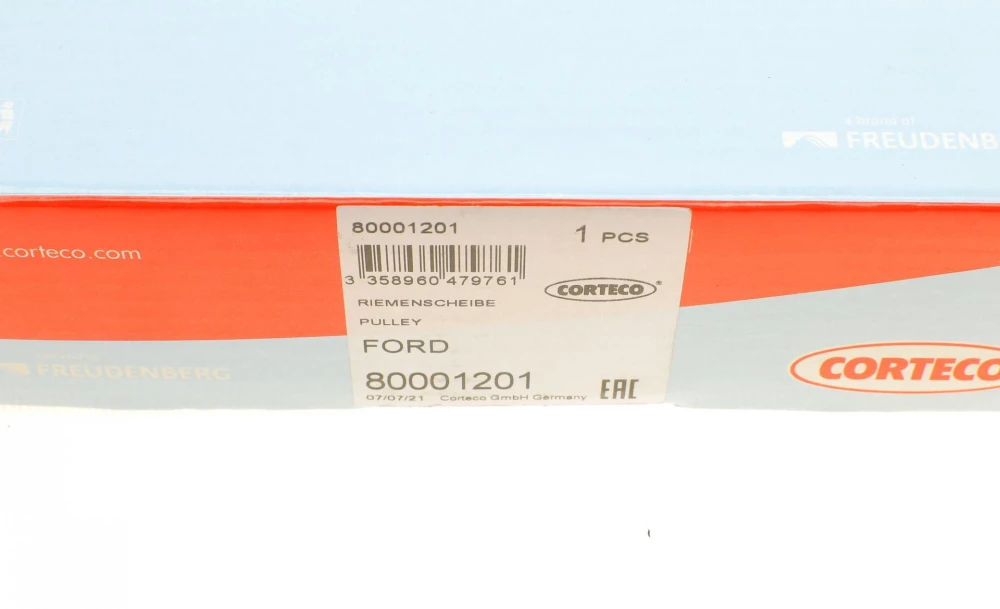 a brand of
FREUDENB
.corteco.com
80001201
1 PCS
3 358960 479761
CORTECO®
RIEMENSCHEIBE
PULLEY
FORD
80001201
07/07/21 Corteco GmbH Germany
EAC
FREUDENBERG
CORTECO